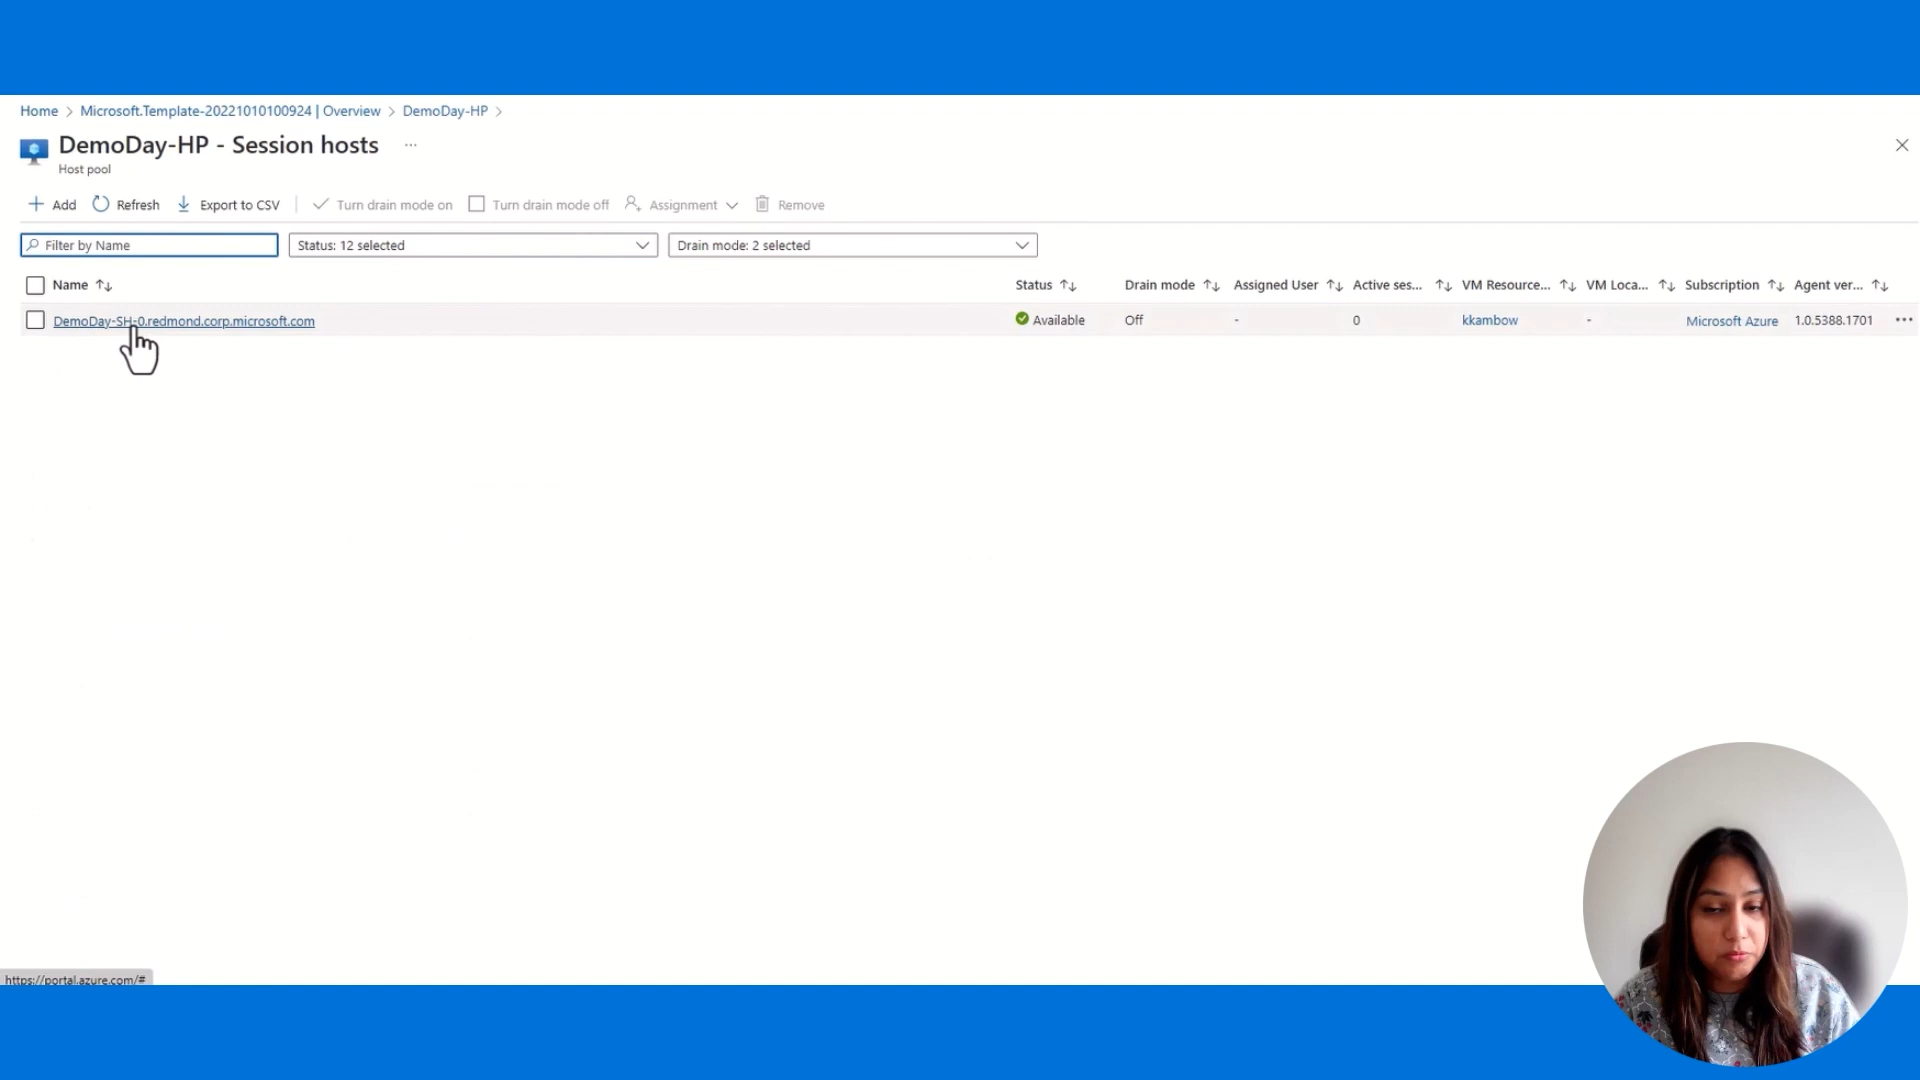 Home > Microsoft.Template-20221010100924 | Overview > DemoDay-HP >
DemoDay-HP - Session hosts ...
Host pool
Add Refresh Export to CSV Turn drain mode on Turn drain mode off Assignment Remove
Filter by Name Status: 12 selected Drain mode: 2 selected
Name Status Drain mode Assigned User Active ses... VM Resource... VM Loca... Subscription Agent ver...
DemoDay-SH-0.redmond.corp.microsoft.com Available Off - 0 kkambow - Microsoft Azure 1.0.5388.1701 ...
https://portal.azure.com/#